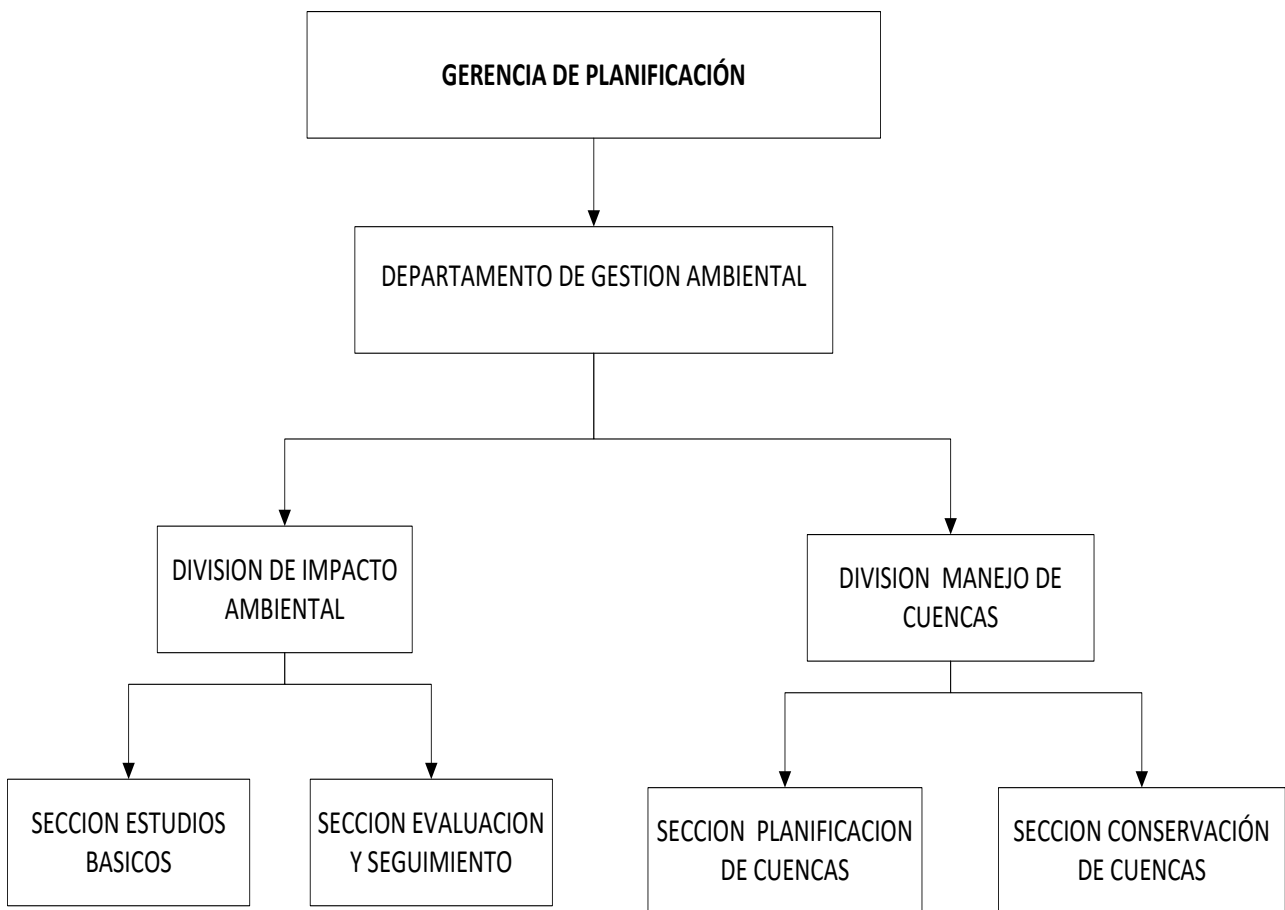 GERENCIA DE PLANIFICACIÓN
DEPARTAMENTO DE GESTION AMBIENTAL
DIVISION DE IMPACTO
AMBIENTAL
DIVISION MANEJO DE
CUENCAS
SECCION ESTUDIOS
BASICOS
SECCION EVALUACION
Y SEGUIMIENTO
SECCION PLANIFICACION
DE CUENCAS
SECCION CONSERVACIÓN
DE CUENCAS